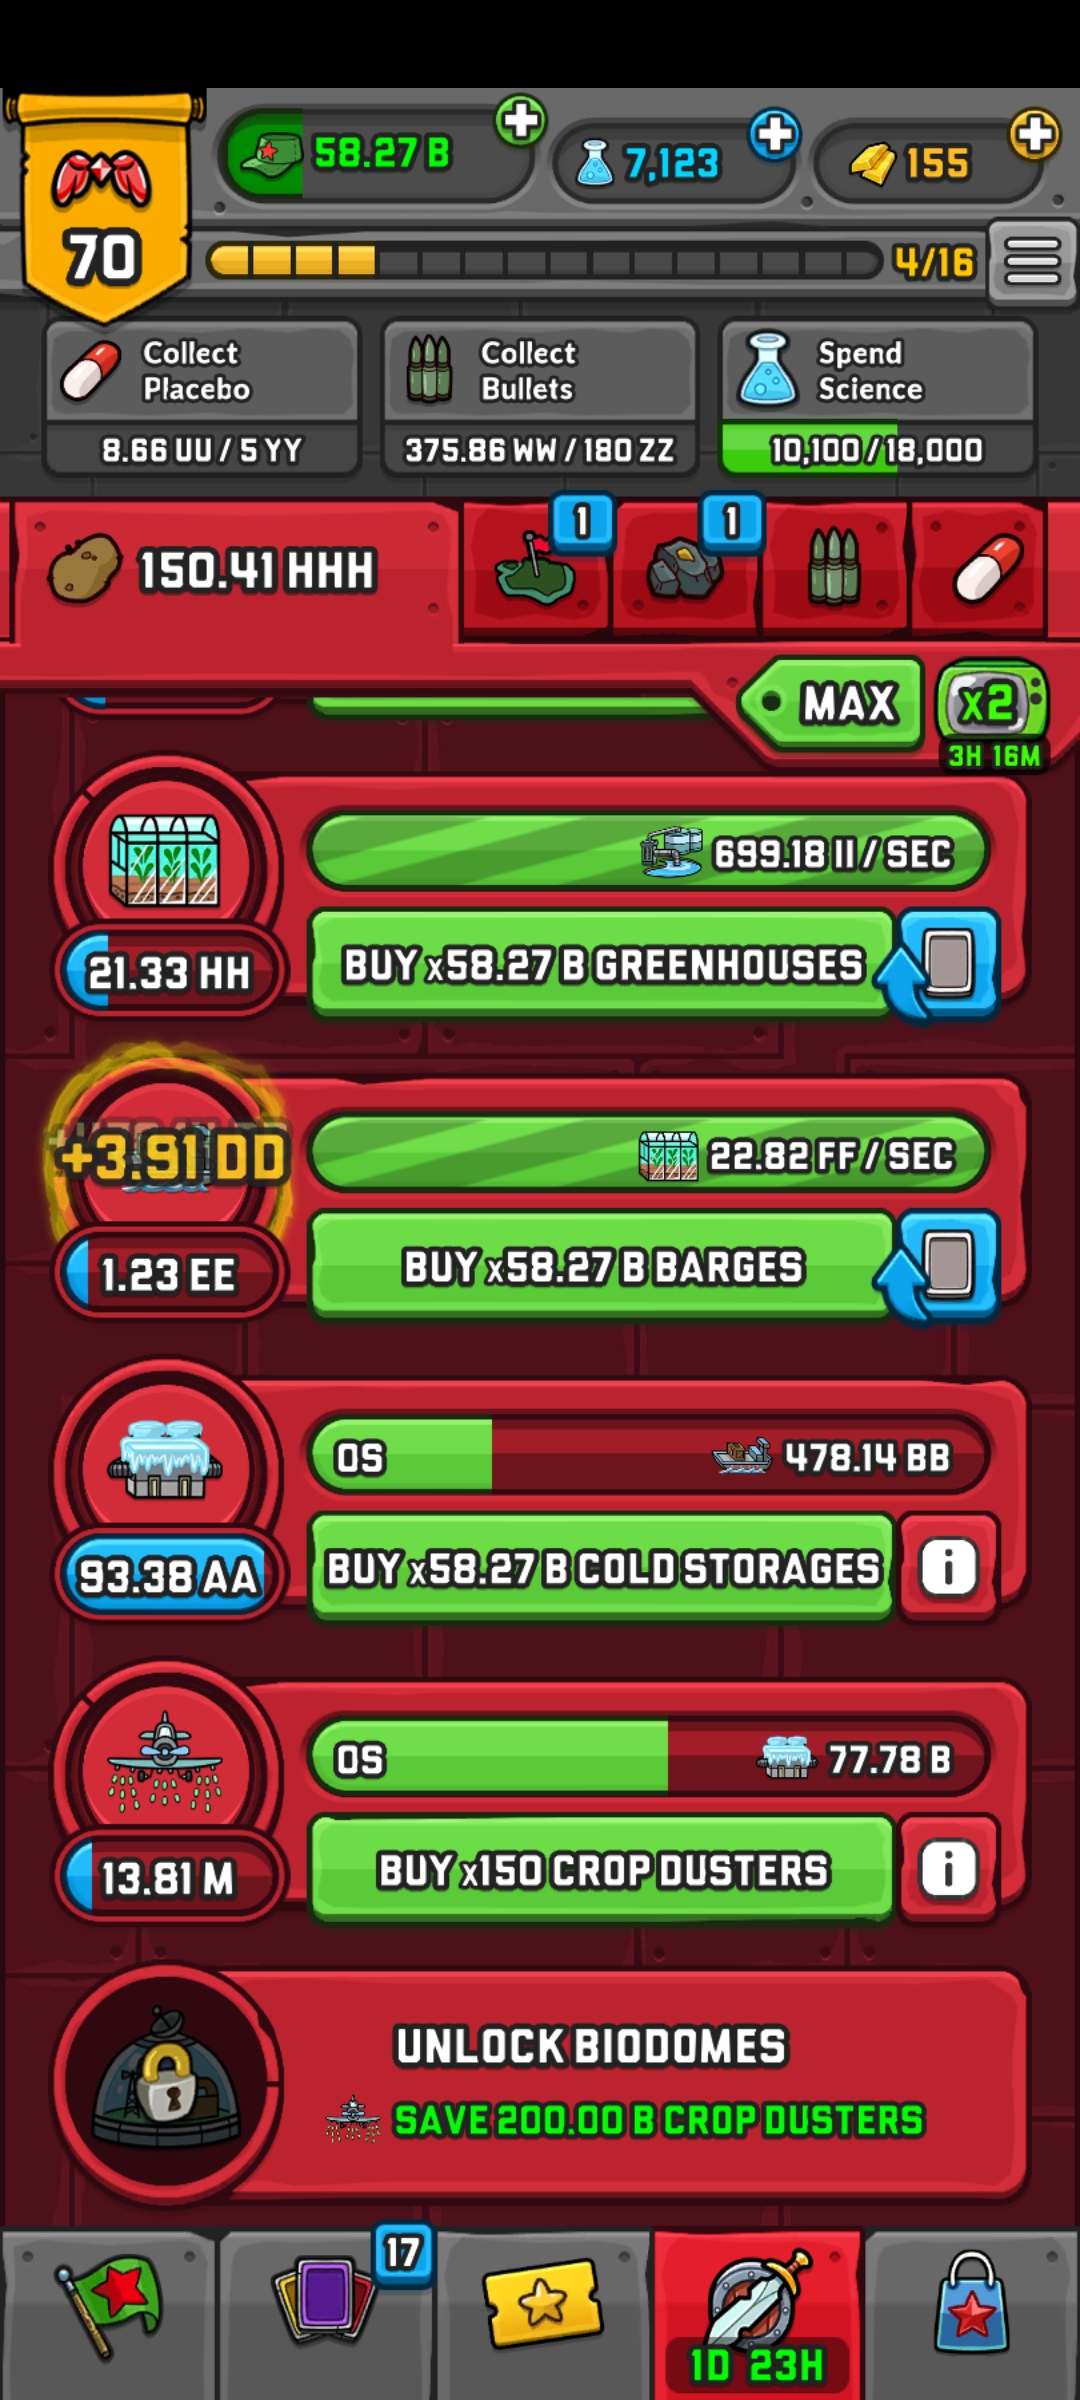 70
58.27 B
7,123
155
4/16
Collect
Placebo
8.66 UU / 5 YY
Collect
Bullets
375.86 WW / 180 ZZ
Spend
Science
10,100 / 18,000
150.41 HHH
1
1
MAX
x2
3H 16M
699.18 II / SEC
21.33 HH
BUY x58.27 B GREENHOUSES
+3.91 DD
22.82 FF / SEC
1.23 EE
BUY x58.27 B BARGES
0S
478.14 BB
93.38 AA
BUY x58.27 B COLD STORAGES
i
0S
77.78 B
13.81 M
BUY x150 CROP DUSTERS
i
UNLOCK BIODOMES
SAVE 200.00 B CROP DUSTERS
17
1D 23H